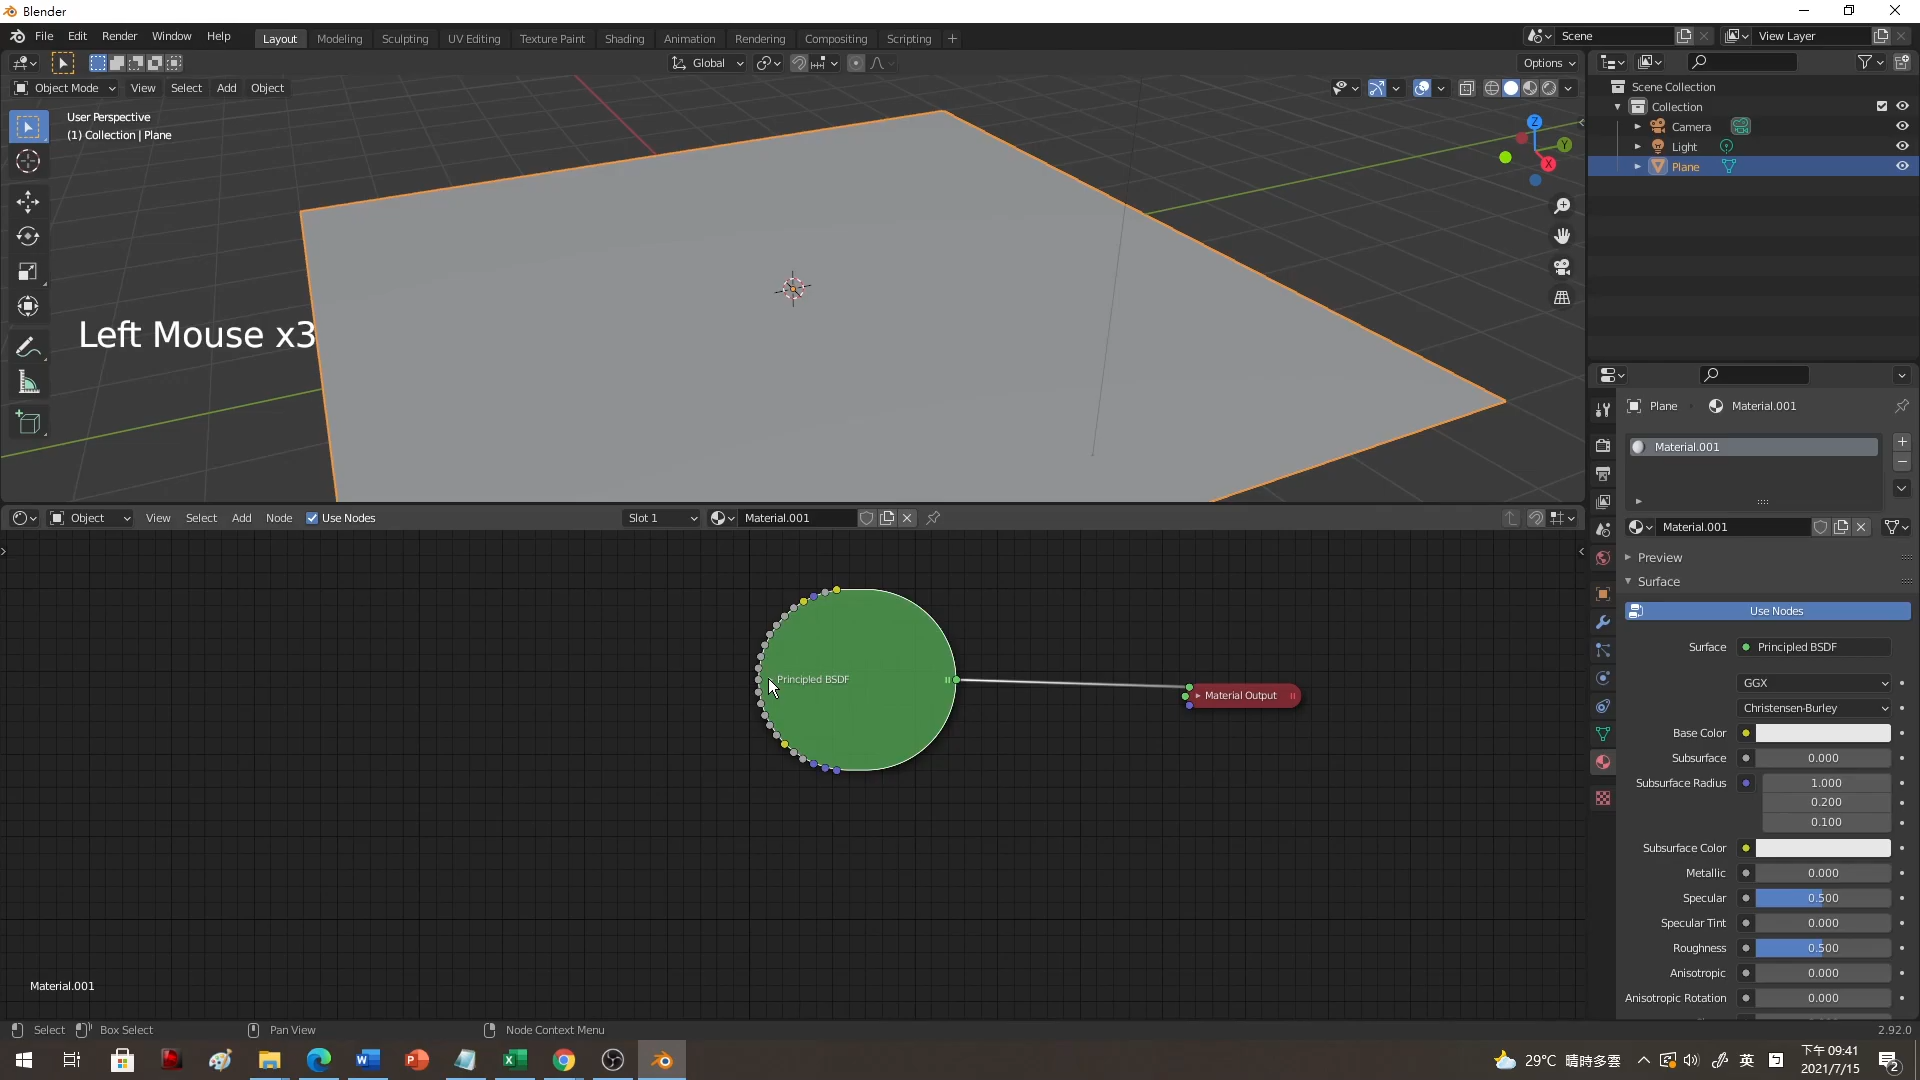 Blender
File Edit Render Window Help Layout Modeling Sculpting UV Editing Texture Paint Shading Animation Rendering Compositing Scripting + Scene View Layer
Global Options
Object Mode View Select Add Object
User Perspective
(1) Collection | Plane
Z
Y
X
Left Mouse x3
Scene Collection
Collection
Camera
Light
Plane
Plane Material.001
Material.001
Object View Select Add Node Use Nodes Slot 1 Material.001
Material.001
Preview
Surface
Use Nodes
Surface Principled BSDF
GGX
Christensen-Burley
Base Color
Subsurface 0.000
Subsurface Radius 1.000
0.200
0.100
Subsurface Color
Metallic 0.000
Specular 0.500
Specular Tint 0.000
Roughness 0.500
Anisotropic 0.000
Anisotropic Rotation 0.000
Principled BSDF
Material Output
Material.001
Select Box Select Pan View Node Context Menu 2.92.0
29°C 晴時多雲 英 下午 09:41
2021/7/15
2